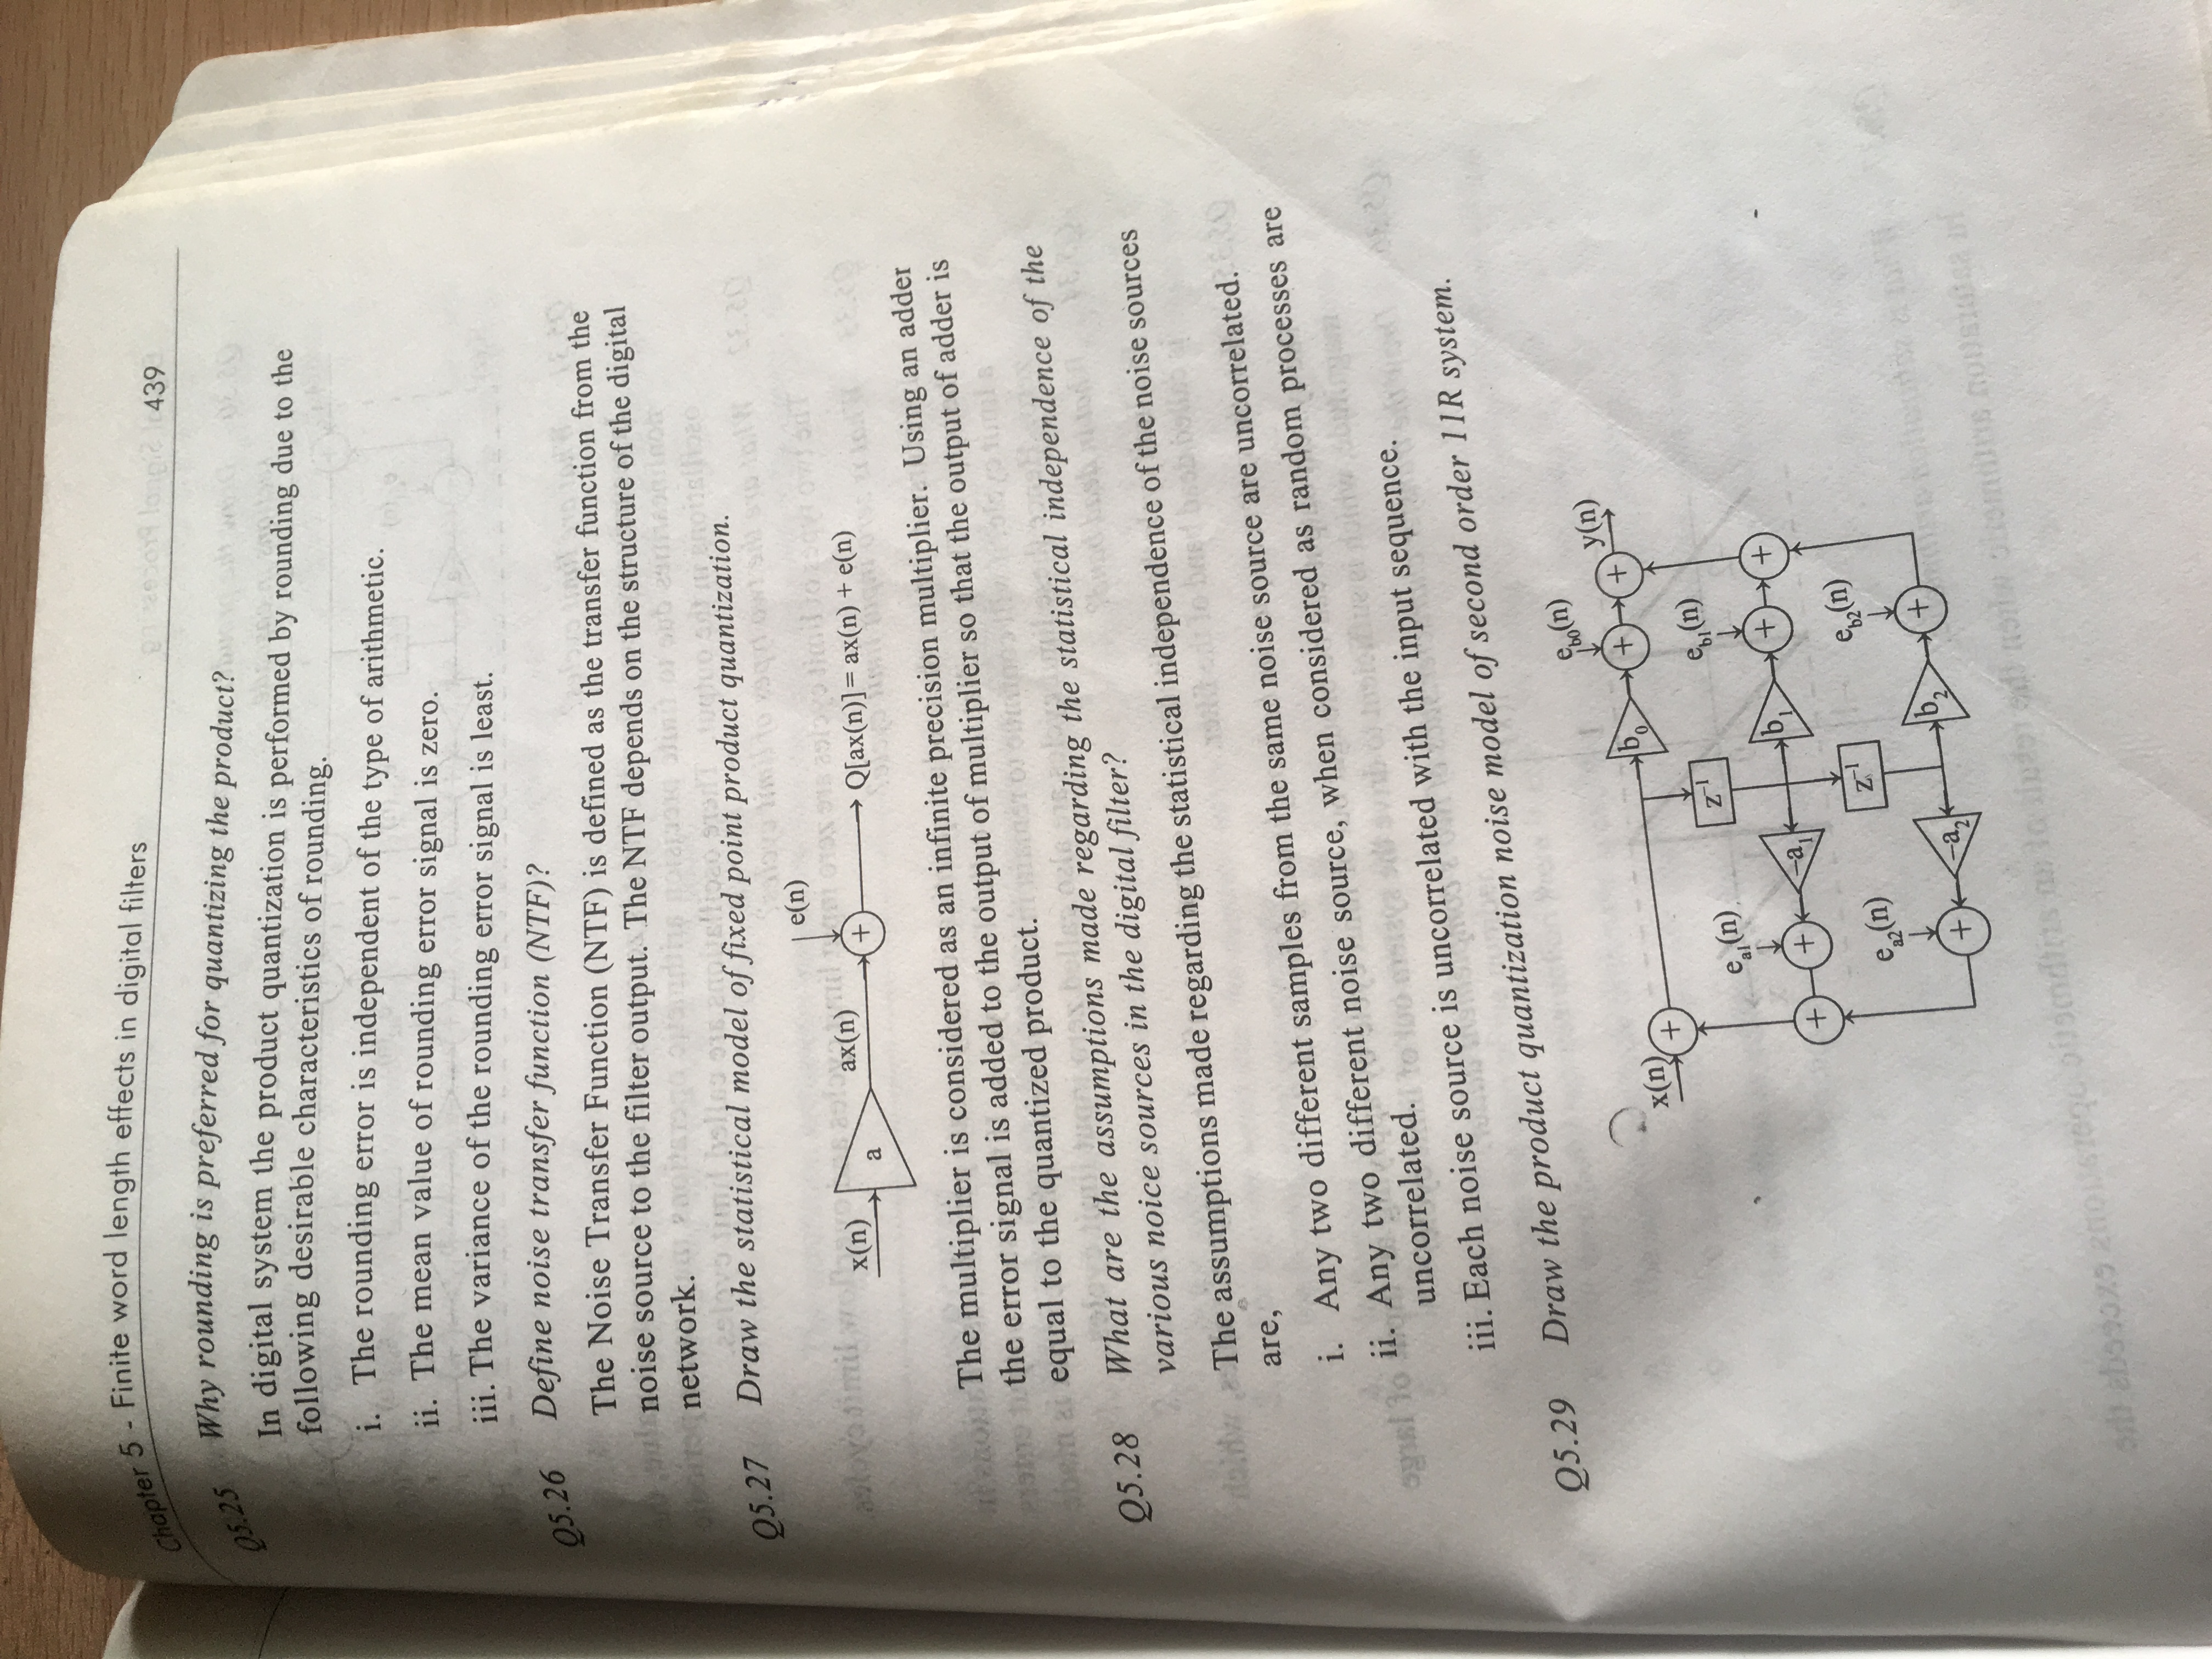 Chapter 5 - Finite word length effects in digital filters 439
Q5.25 Why rounding is preferred for quantizing the product?
In digital system the product quantization is performed by rounding due to the
following desirable characteristics of rounding.
i. The rounding error is independent of the type of arithmetic.
ii. The mean value of rounding error signal is zero.
iii. The variance of the rounding error signal is least.
Q5.26 Define noise transfer function (NTF)?
The Noise Transfer Function (NTF) is defined as the transfer function from the
noise source to the filter output. The NTF depends on the structure of the digital
network.
Q5.27 Draw the statistical model of fixed point product quantization.
e(n)
x(n) a ax(n) + Q[ax(n)] = ax(n) + e(n)
The multiplier is considered as an infinite precision multiplier. Using an adder
the error signal is added to the output of multiplier so that the output of adder is
equal to the quantized product.
Q5.28 What are the assumptions made regarding the statistical independence of the
various noice sources in the digital filter?
The assumptions made regarding the statistical independence of the noise sources
are,
i. Any two different samples from the same noise source are uncorrelated.
ii. Any two different noise source, when considered as random processes are
uncorrelated.
iii. Each noise source is uncorrelated with the input sequence.
Q5.29 Draw the product quantization noise model of second order 11R system.
e_b0(n)
x(n) + b_0 + + y(n)
z^-1
e_a1(n) e_b1(n)
+ + -a_1 b_1 + +
z^-1
e_a2(n) e_b2(n)
+ -a_2 b_2 +